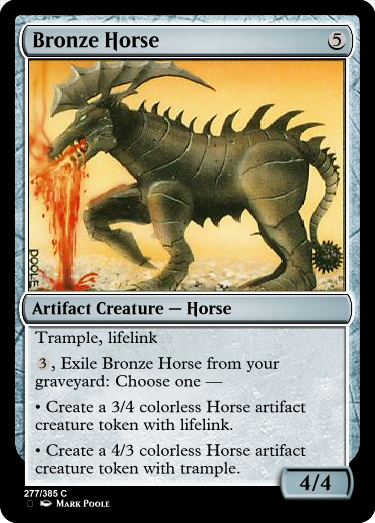 Bronze Horse 5
POOLE
Artifact Creature — Horse
Trample, lifelink
3, Exile Bronze Horse from your
graveyard: Choose one —
• Create a 3/4 colorless Horse artifact
creature token with lifelink.
• Create a 4/3 colorless Horse artifact
creature token with trample.
4/4
277/385 C
Mark Poole